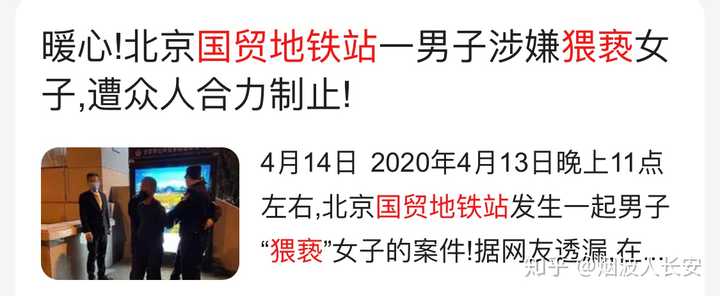 暖心!北京国贸地铁站一男子涉嫌猥亵女
子,遭众人合力制止!
4月14日 2020年4月13日晚上11点
左右,北京国贸地铁站发生一起男子
“猥亵”女子的案件!据网友透漏,在...
知乎 @烟波人长安